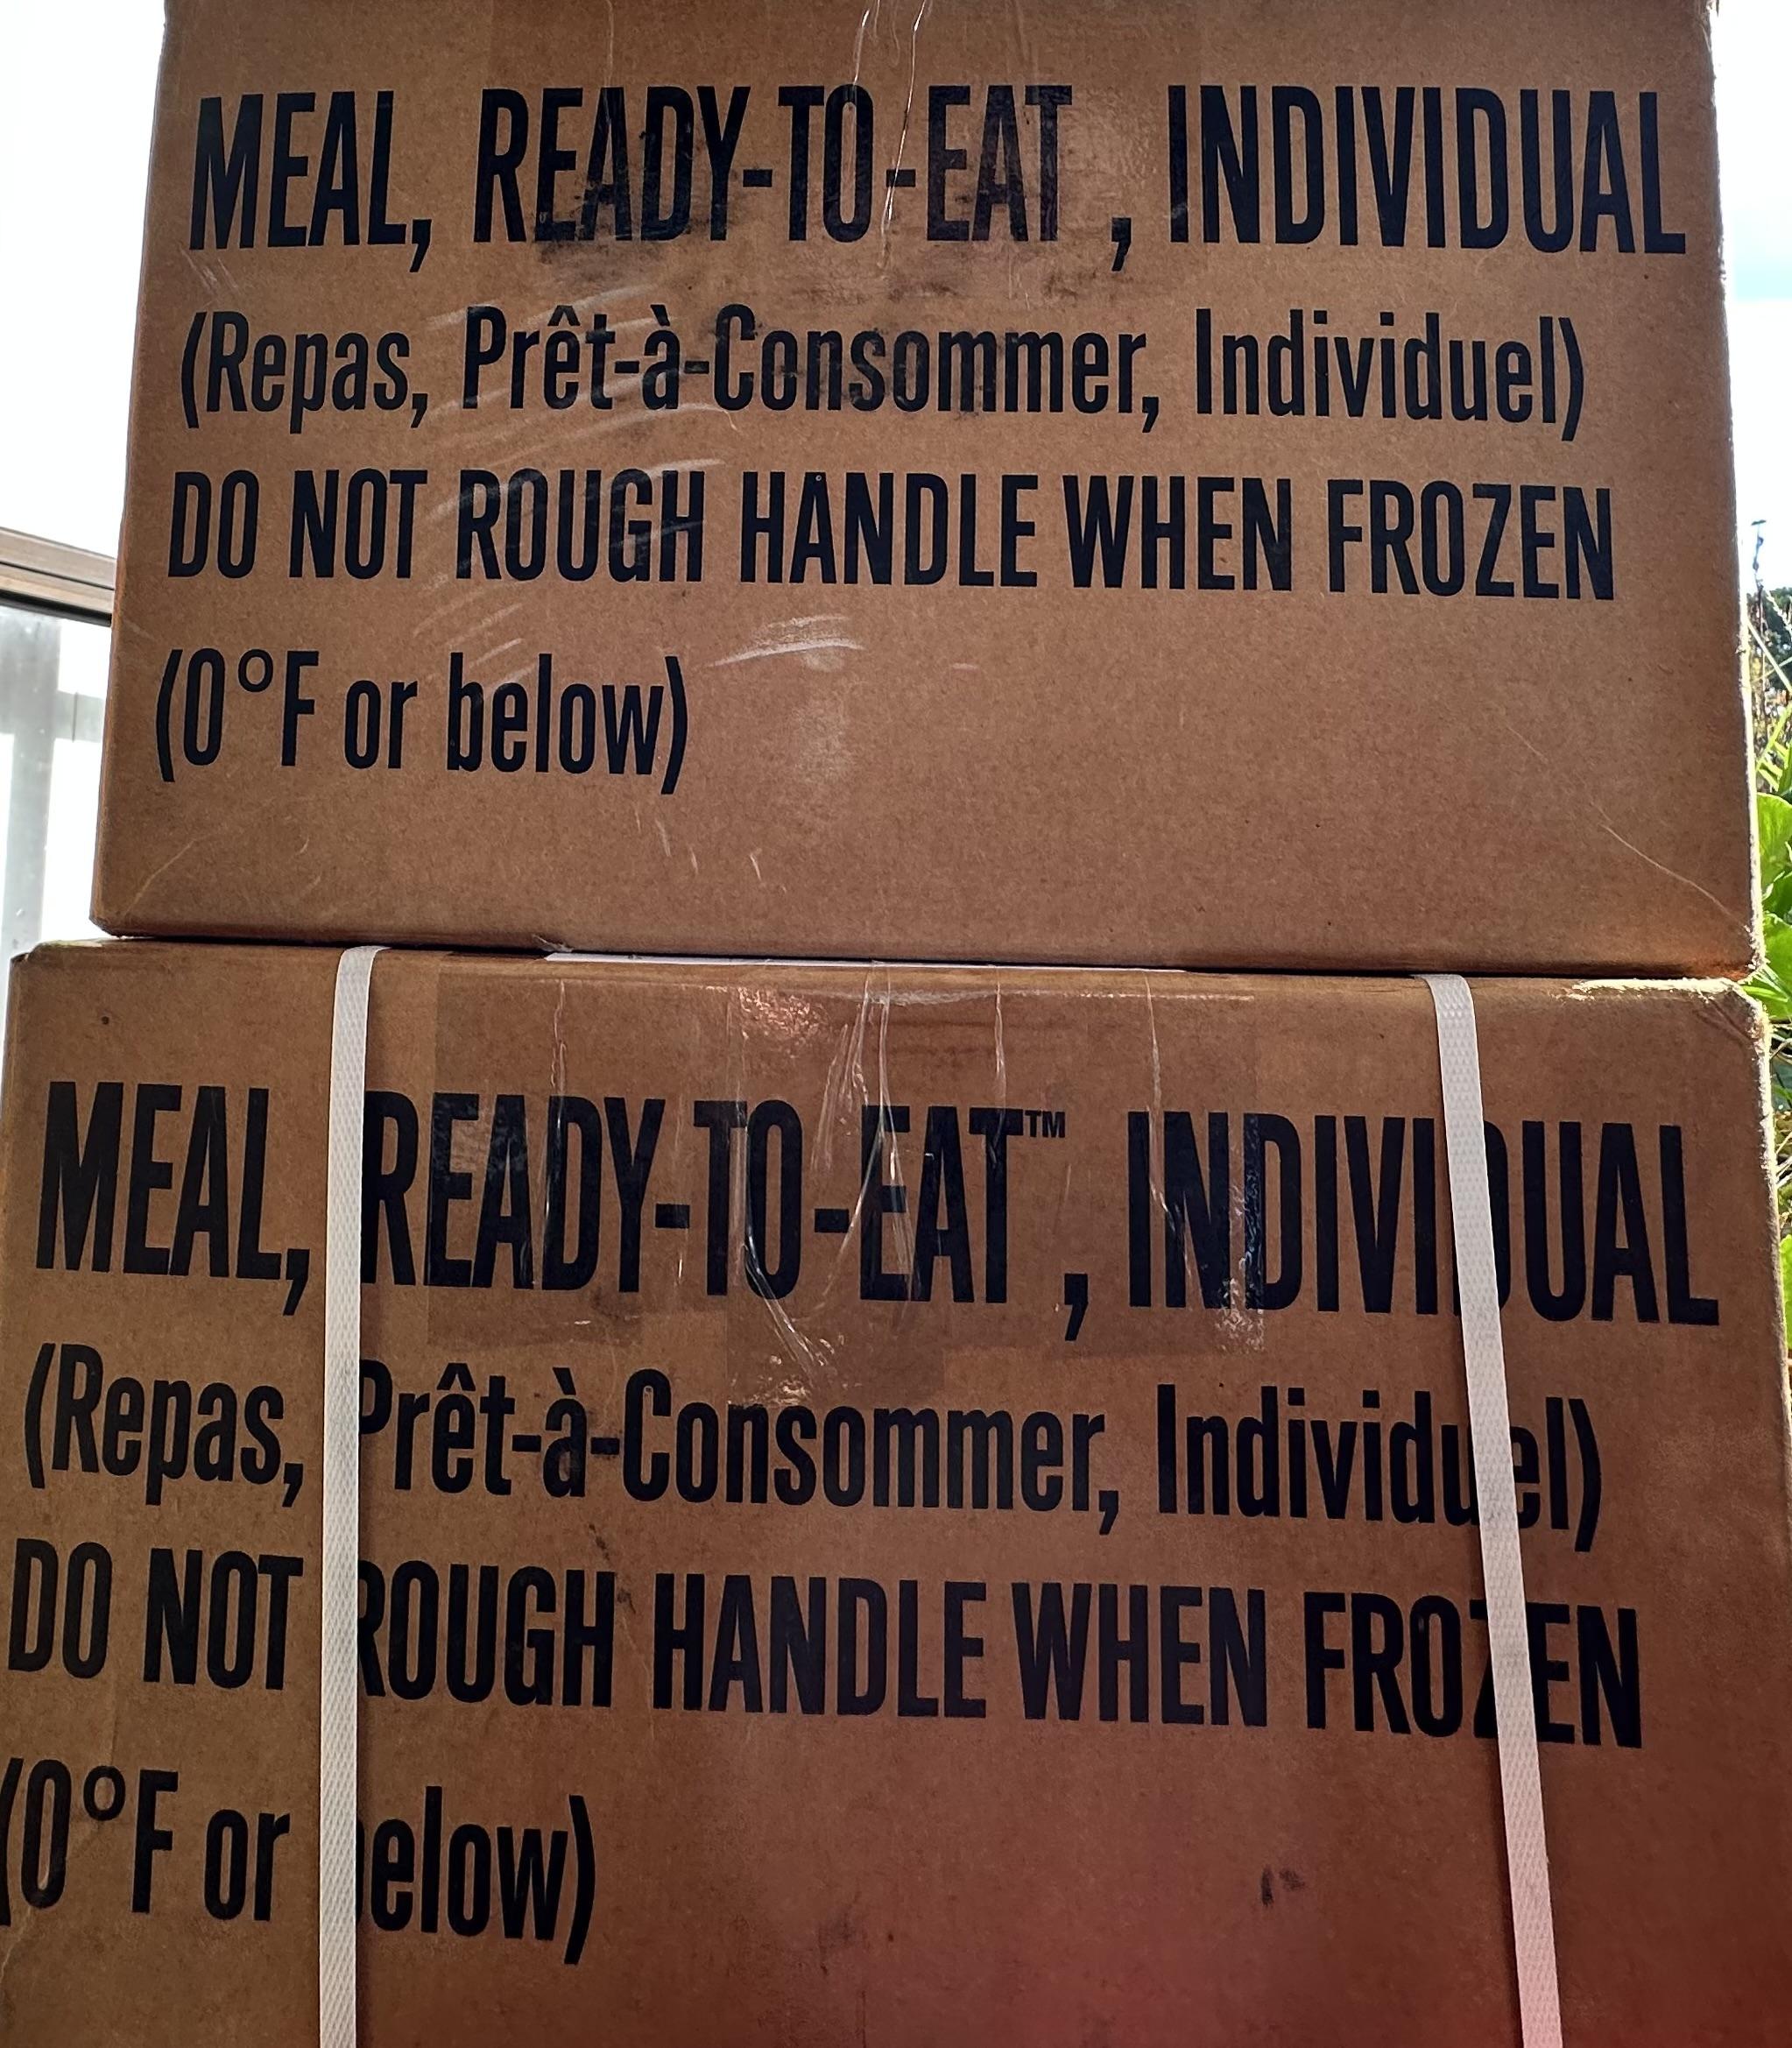 MEAL, READY-TO-EAT, INDIVIDUAL
(Repas, Prêt-à-Consommer, Individuel)
DO NOT ROUGH HANDLE WHEN FROZEN
(0°F or below)
MEAL, READY-TO-EAT™, INDIVIDUAL
(Repas, Prêt-à-Consommer, Individuel)
DO NOT ROUGH HANDLE WHEN FROZEN
(0°F or below)